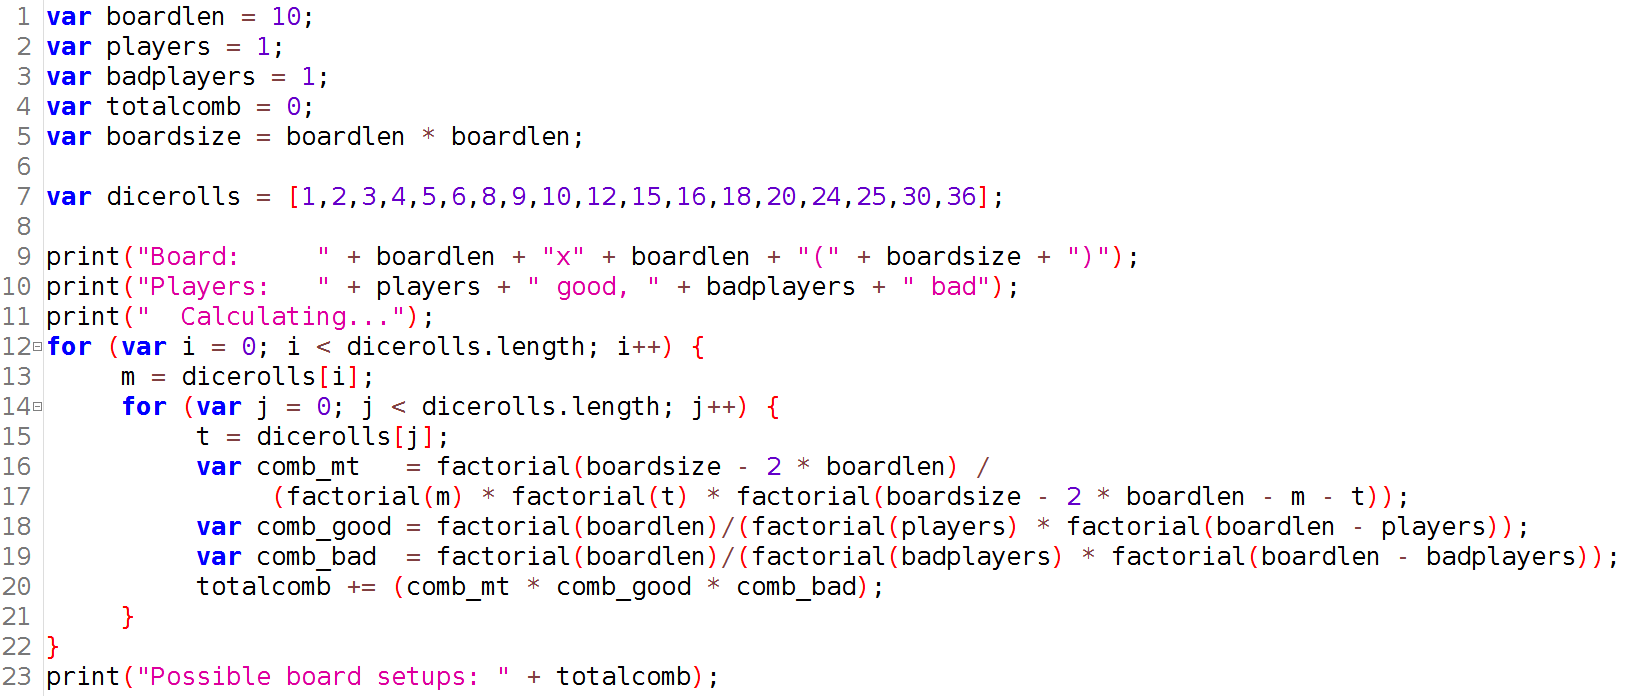 1 var boardlen = 10;
2 var players = 1;
3 var badplayers = 1;
4 var totalcomb = 0;
5 var boardsize = boardlen * boardlen;
6
7 var dicerolls = [1,2,3,4,5,6,8,9,10,12,15,16,18,20,24,25,30,36];
8
9 print("Board:     " + boardlen + "x" + boardlen + "(" + boardsize + ")");
10 print("Players:   " + players + " good, " + badplayers + " bad");
11 print("  Calculating...");
12 for (var i = 0; i < dicerolls.length; i++) {
13      m = dicerolls[i];
14      for (var j = 0; j < dicerolls.length; j++) {
15           t = dicerolls[j];
16           var comb_mt   = factorial(boardsize - 2 * boardlen) /
17                (factorial(m) * factorial(t) * factorial(boardsize - 2 * boardlen - m - t));
18           var comb_good = factorial(boardlen)/(factorial(players) * factorial(boardlen - players));
19           var comb_bad  = factorial(boardlen)/(factorial(badplayers) * factorial(boardlen - badplayers));
20           totalcomb += (comb_mt * comb_good * comb_bad);
21      }
22 }
23 print("Possible board setups: " + totalcomb);